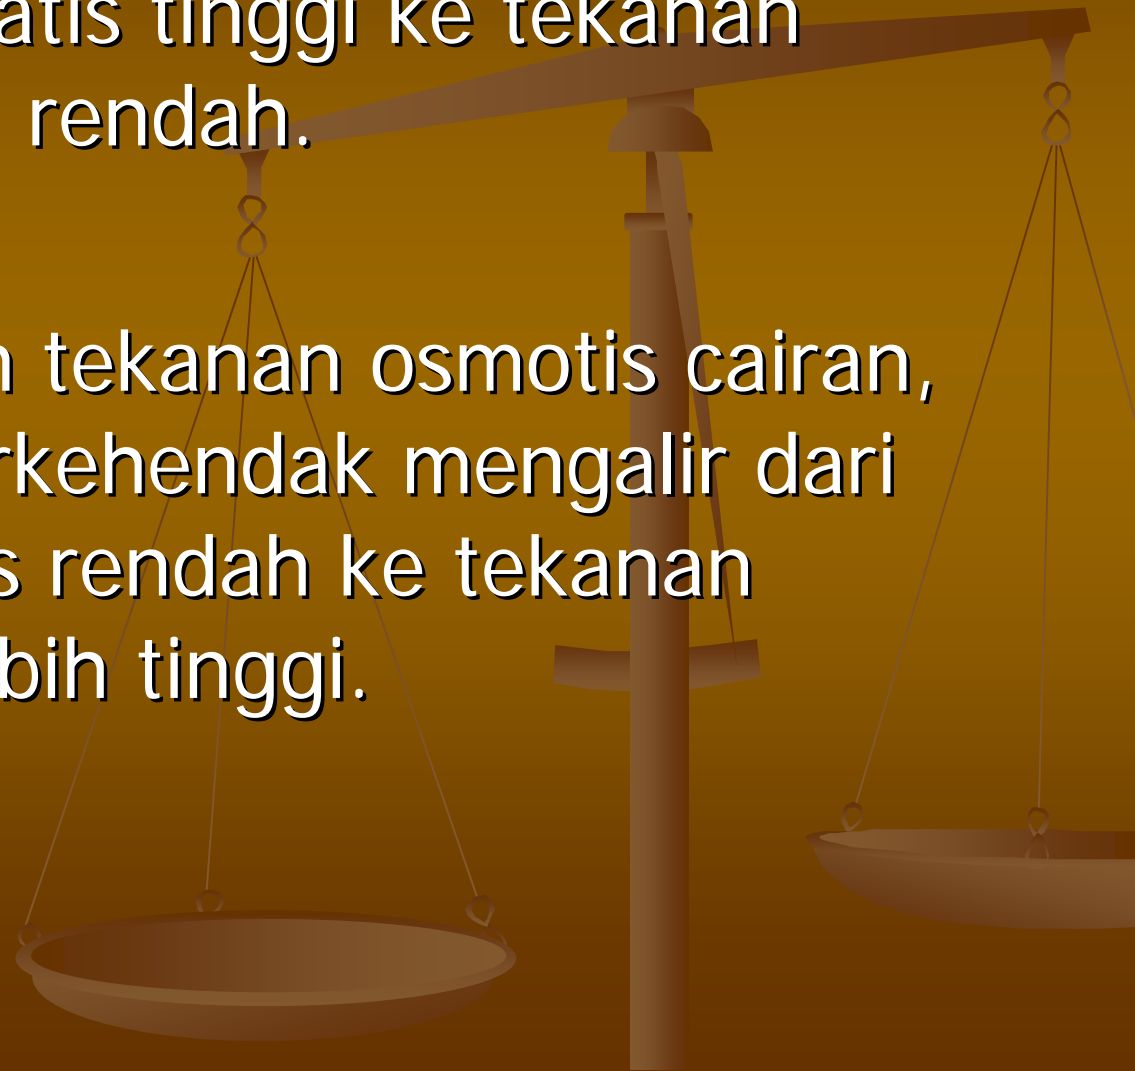 atis tinggi ke tekanan
rendah.
tekanan osmotis cairan,
rkehendak mengalir dari
s rendah ke tekanan
bih tinggi.